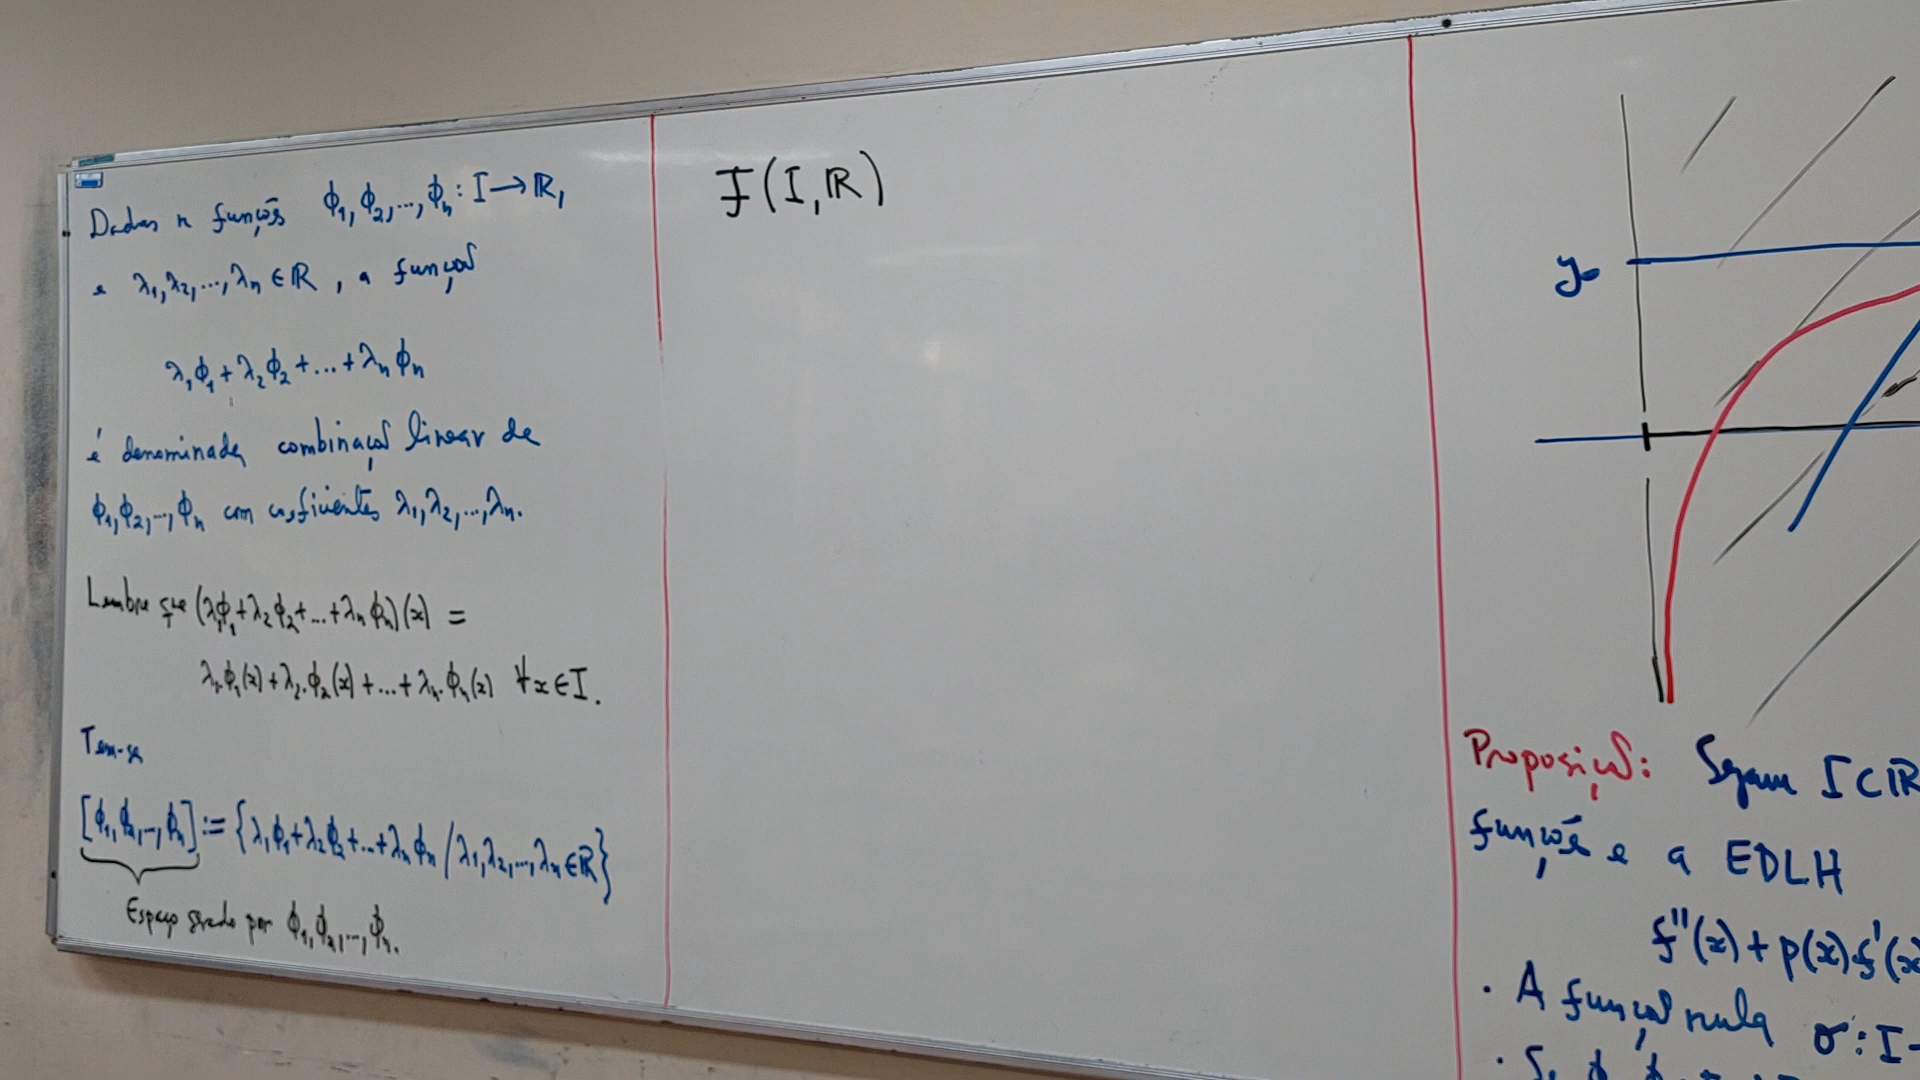 Dadas n funções ϕ₁, ϕ₂, ..., ϕₙ : I → ℝ,
e λ₁, λ₂, ..., λₙ ∈ ℝ, a função
λ₁ϕ₁ + λ₂ϕ₂ + ... + λₙϕₙ
é denominada combinação linear de
ϕ₁, ϕ₂, ..., ϕₙ com coeficientes λ₁, λ₂, ..., λₙ.
Lembre que (λ₁ϕ₁ + λ₂ϕ₂ + ... + λₙϕₙ)(x) =
λ₁.ϕ₁(x) + λ₂.ϕ₂(x) + ... + λₙ.ϕₙ(x) ∀x ∈ I.
Tem-se
[ϕ₁, ϕ₂, ..., ϕₙ] := {λ₁ϕ₁ + λ₂ϕ₂ + ... + λₙϕₙ / λ₁, λ₂, ..., λₙ ∈ ℝ}
Espaço gerado por ϕ₁, ϕ₂, ..., ϕₙ.
F(I, ℝ)
y₀
Proposição: Sejam I ⊂ ℝ
funções e a EDLH
f''(x) + p(x).f'(x
• A função nula σ : I